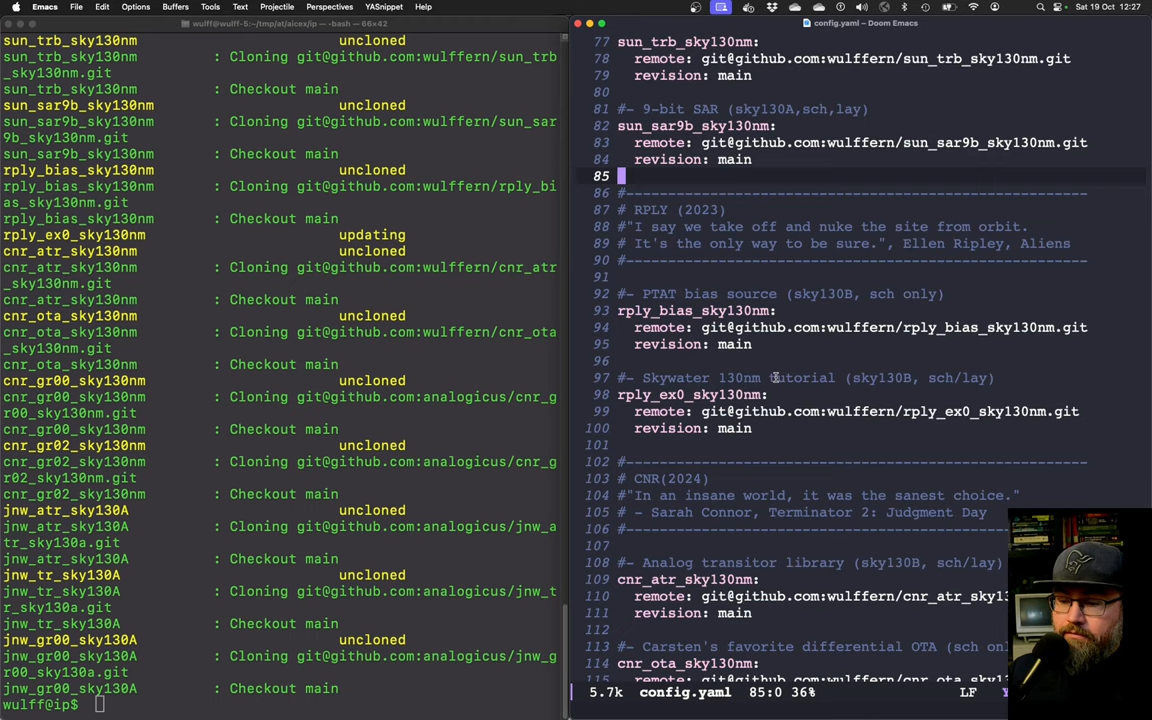 Emacs File Edit Options Buffers Tools Text Projectile Perspectives YASnippet Help
Sat 19 Oct 12:27
wulff@wulff-5:~/tmp/at/aicex/ip — -bash — 66×42
sun_trb_sky130nm uncloned
sun_trb_sky130nm : Cloning git@github.com:wulffern/sun_trb
_sky130nm.git
sun_trb_sky130nm : Checkout main
sun_sar9b_sky130nm uncloned
sun_sar9b_sky130nm : Cloning git@github.com:wulffern/sun_sar
9b_sky130nm.git
sun_sar9b_sky130nm : Checkout main
rply_bias_sky130nm uncloned
rply_bias_sky130nm : Cloning git@github.com:wulffern/rply_bi
as_sky130nm.git
rply_bias_sky130nm : Checkout main
rply_ex0_sky130nm updating
cnr_atr_sky130nm uncloned
cnr_atr_sky130nm : Cloning git@github.com:wulffern/cnr_atr
_sky130nm.git
cnr_atr_sky130nm : Checkout main
cnr_ota_sky130nm uncloned
cnr_ota_sky130nm : Cloning git@github.com:wulffern/cnr_ota
_sky130nm.git
cnr_ota_sky130nm : Checkout main
cnr_gr00_sky130nm uncloned
cnr_gr00_sky130nm : Cloning git@github.com:analogicus/cnr_g
r00_sky130nm.git
cnr_gr00_sky130nm : Checkout main
cnr_gr02_sky130nm uncloned
cnr_gr02_sky130nm : Cloning git@github.com:analogicus/cnr_g
r02_sky130nm.git
cnr_gr02_sky130nm : Checkout main
jnw_atr_sky130A uncloned
jnw_atr_sky130A : Cloning git@github.com:analogicus/jnw_a
tr_sky130a.git
jnw_atr_sky130A : Checkout main
jnw_tr_sky130A uncloned
jnw_tr_sky130A : Cloning git@github.com:analogicus/jnw_t
r_sky130a.git
jnw_tr_sky130A : Checkout main
jnw_gr00_sky130A uncloned
jnw_gr00_sky130A : Cloning git@github.com:analogicus/jnw_g
r00_sky130a.git
jnw_gr00_sky130A : Checkout main
wulff@ip$
config.yaml – Doom Emacs
77 sun_trb_sky130nm:
78 remote: git@github.com:wulffern/sun_trb_sky130nm.git
79 revision: main
80
81 #- 9-bit SAR (sky130A,sch,lay)
82 sun_sar9b_sky130nm:
83 remote: git@github.com:wulffern/sun_sar9b_sky130nm.git
84 revision: main
85
86 #-------------------------------------------------------
87 # RPLY (2023)
88 #"I say we take off and nuke the site from orbit.
89 # It's the only way to be sure.", Ellen Ripley, Aliens
90 #-------------------------------------------------------
91
92 #- PTAT bias source (sky130B, sch only)
93 rply_bias_sky130nm:
94 remote: git@github.com:wulffern/rply_bias_sky130nm.git
95 revision: main
96
97 #- Skywater 130nm tutorial (sky130B, sch/lay)
98 rply_ex0_sky130nm:
99 remote: git@github.com:wulffern/rply_ex0_sky130nm.git
100 revision: main
101
102 #-------------------------------------------------------
103 # CNR(2024)
104 #"In an insane world, it was the sanest choice."
105 # - Sarah Connor, Terminator 2: Judgment Day
106 #-------------------------------------------------------
107
108 #- Analog transitor library (sky130B, sch/lay)
109 cnr_atr_sky130nm:
110 remote: git@github.com:wulffern/cnr_atr_sky13
111 revision: main
112
113 #- Carsten's favorite differential OTA (sch onl
114 cnr_ota_sky130nm:
115 remote: git@github.com:wulffern/cnr_ota_sky13
5.7k config.yaml 85:0 36% LF